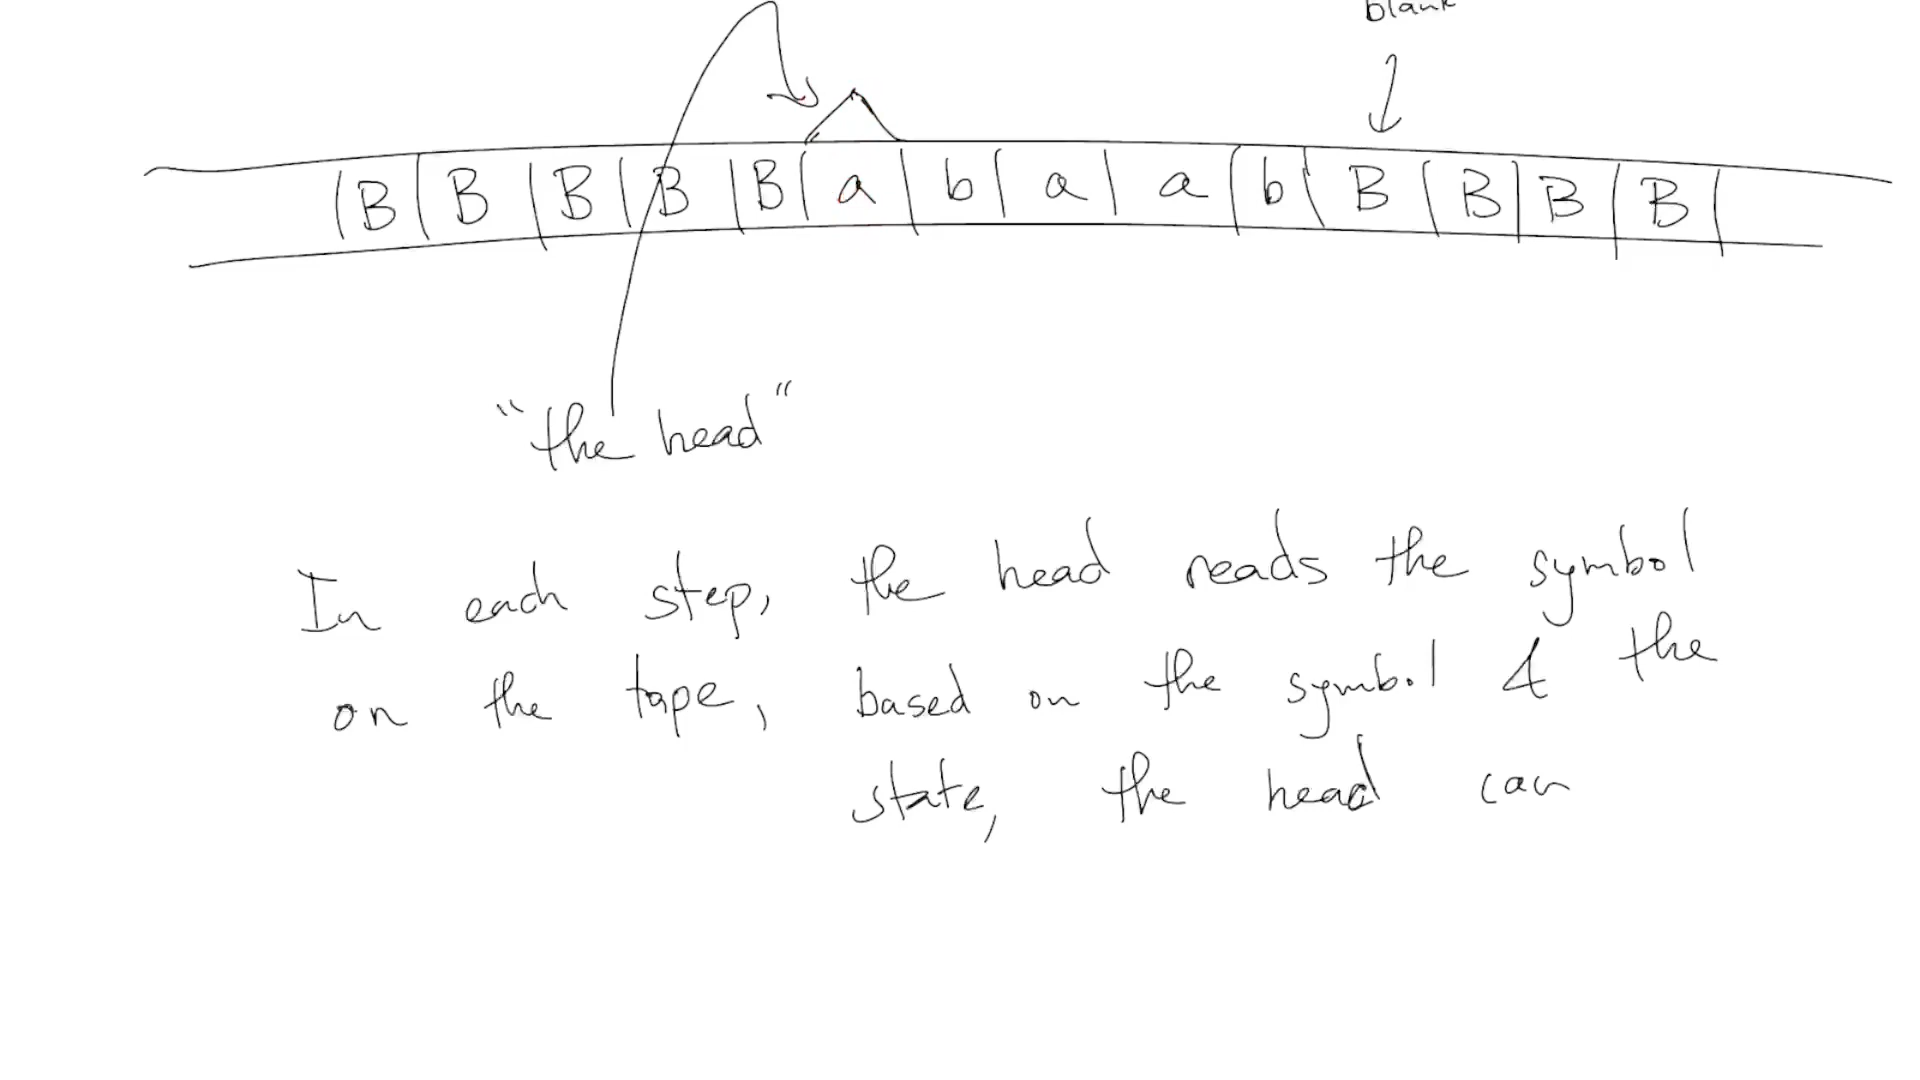 blank
B B B B B a b a a b B B B B
"the head"
In each step, the head reads the symbol
on the tape, based on the symbol & the
state, the head can